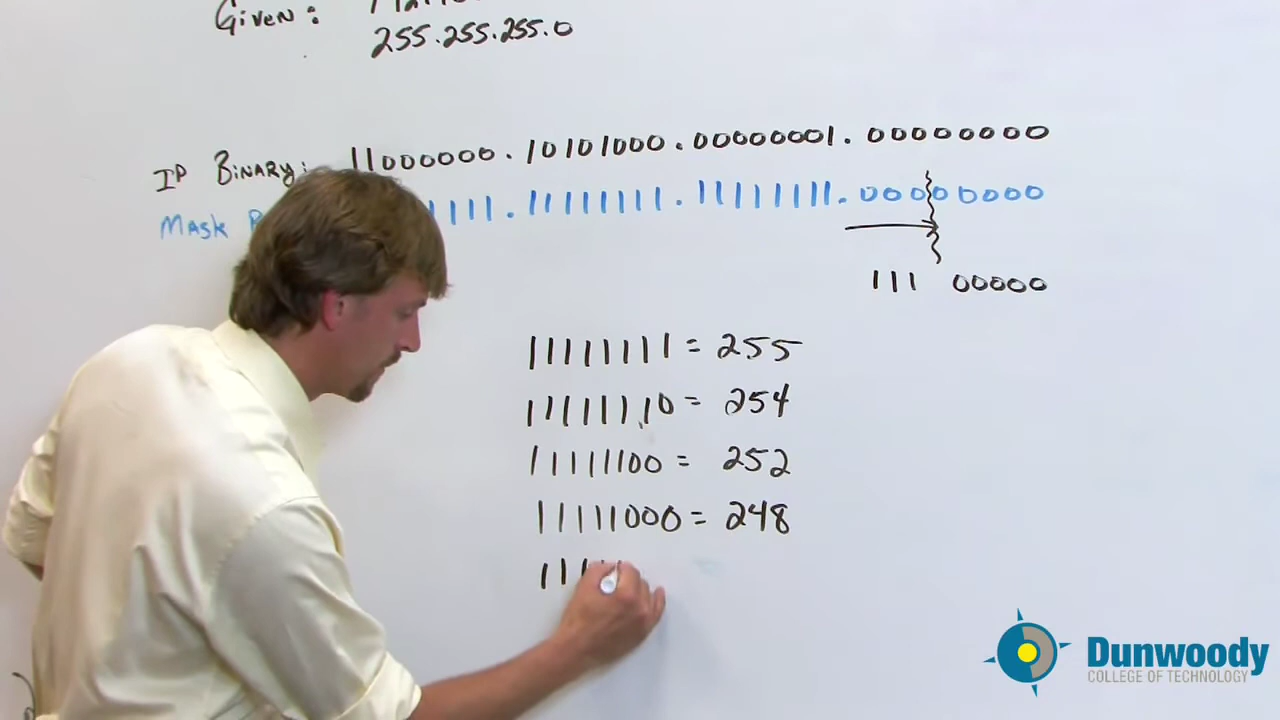 Given:
255.255.255.0
IP Binary: 11000000.10101000.00000001.00000000
Mask 11111.11111111.11111111.00000000
111 00000
11111111 = 255
11111110 = 254
11111100 = 252
11111000 = 248
1111
Dunwoody
COLLEGE OF TECHNOLOGY